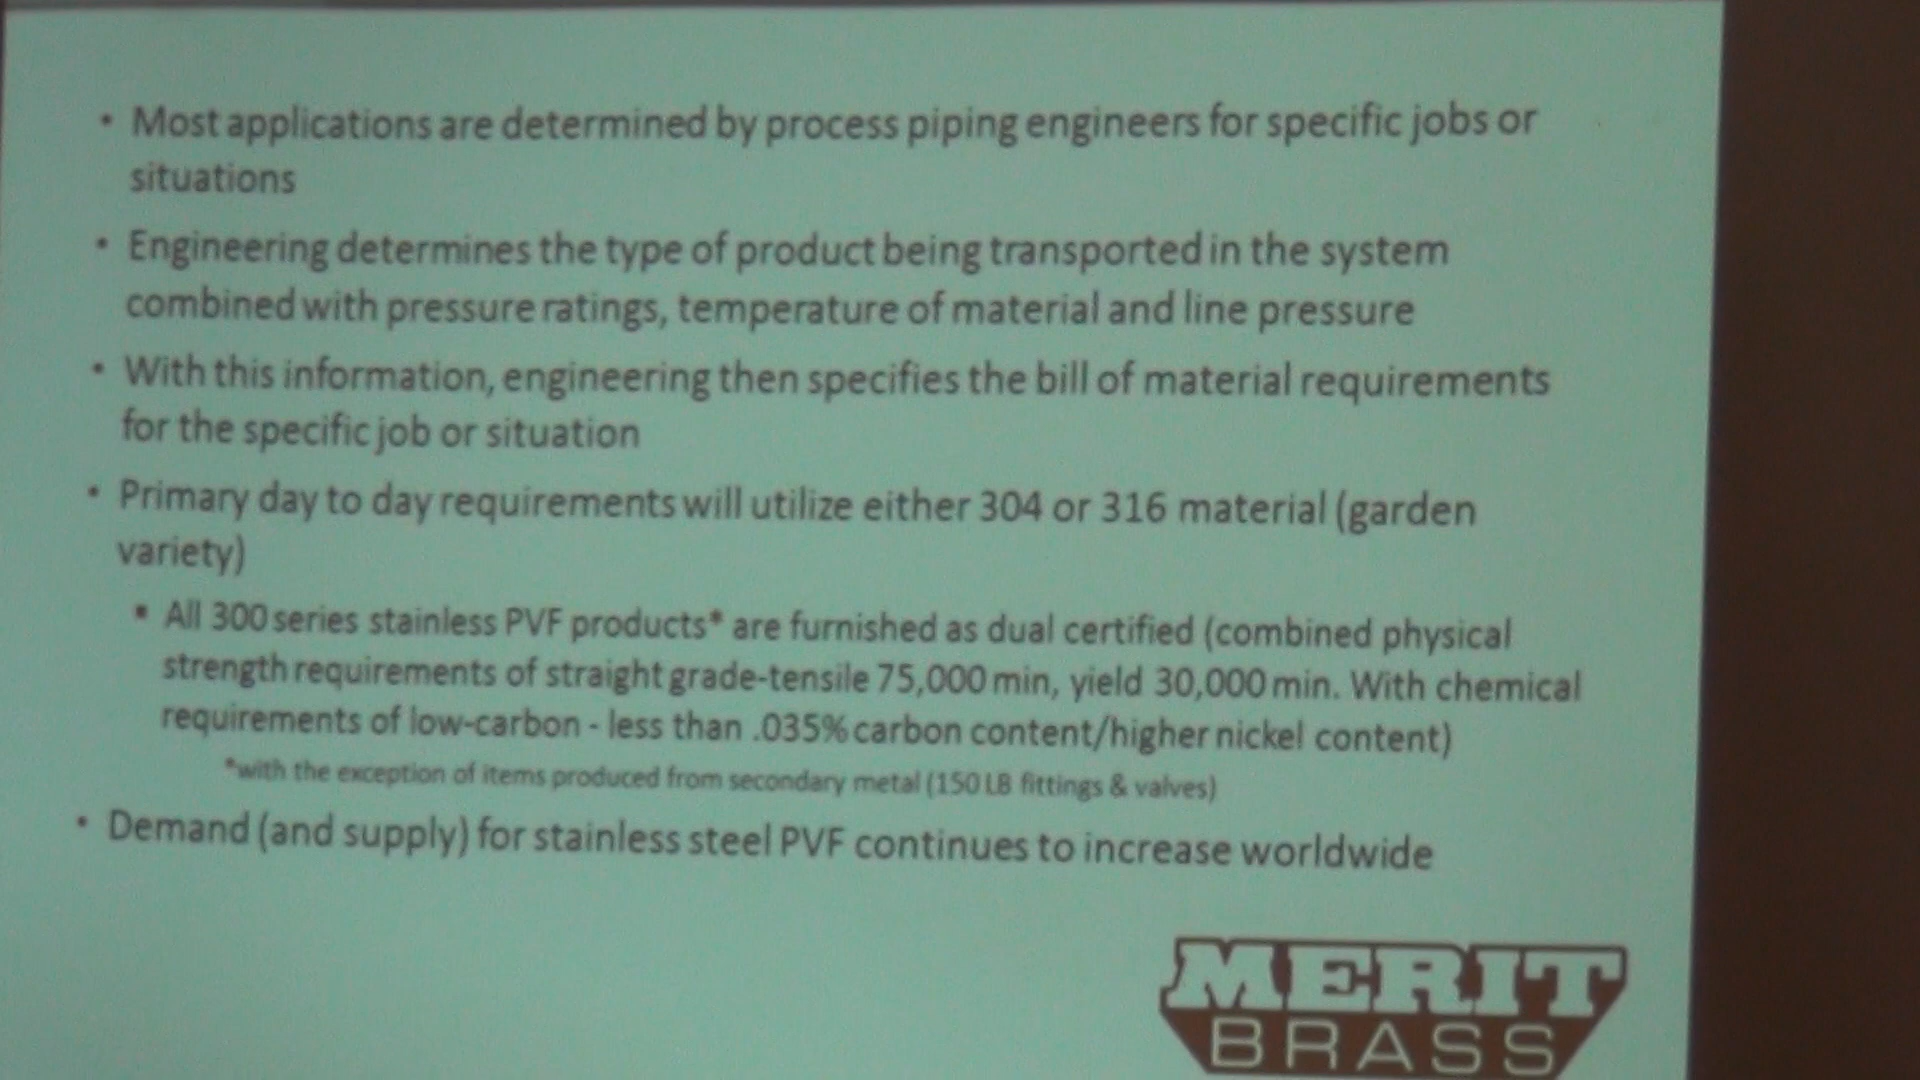 • Most applications are determined by process piping engineers for specific jobs or
situations
• Engineering determines the type of product being transported in the system
combined with pressure ratings, temperature of material and line pressure
• With this information, engineering then specifies the bill of material requirements
for the specific job or situation
• Primary day to day requirements will utilize either 304 or 316 material (garden
variety)
▪ All 300 series stainless PVF products* are furnished as dual certified (combined physical
strength requirements of straight grade-tensile 75,000 min, yield 30,000 min. With chemical
requirements of low-carbon - less than .035% carbon content/higher nickel content)
*with the exception of items produced from secondary metal (150 LB fittings & valves)
• Demand (and supply) for stainless steel PVF continues to increase worldwide
MERIT
BRASS